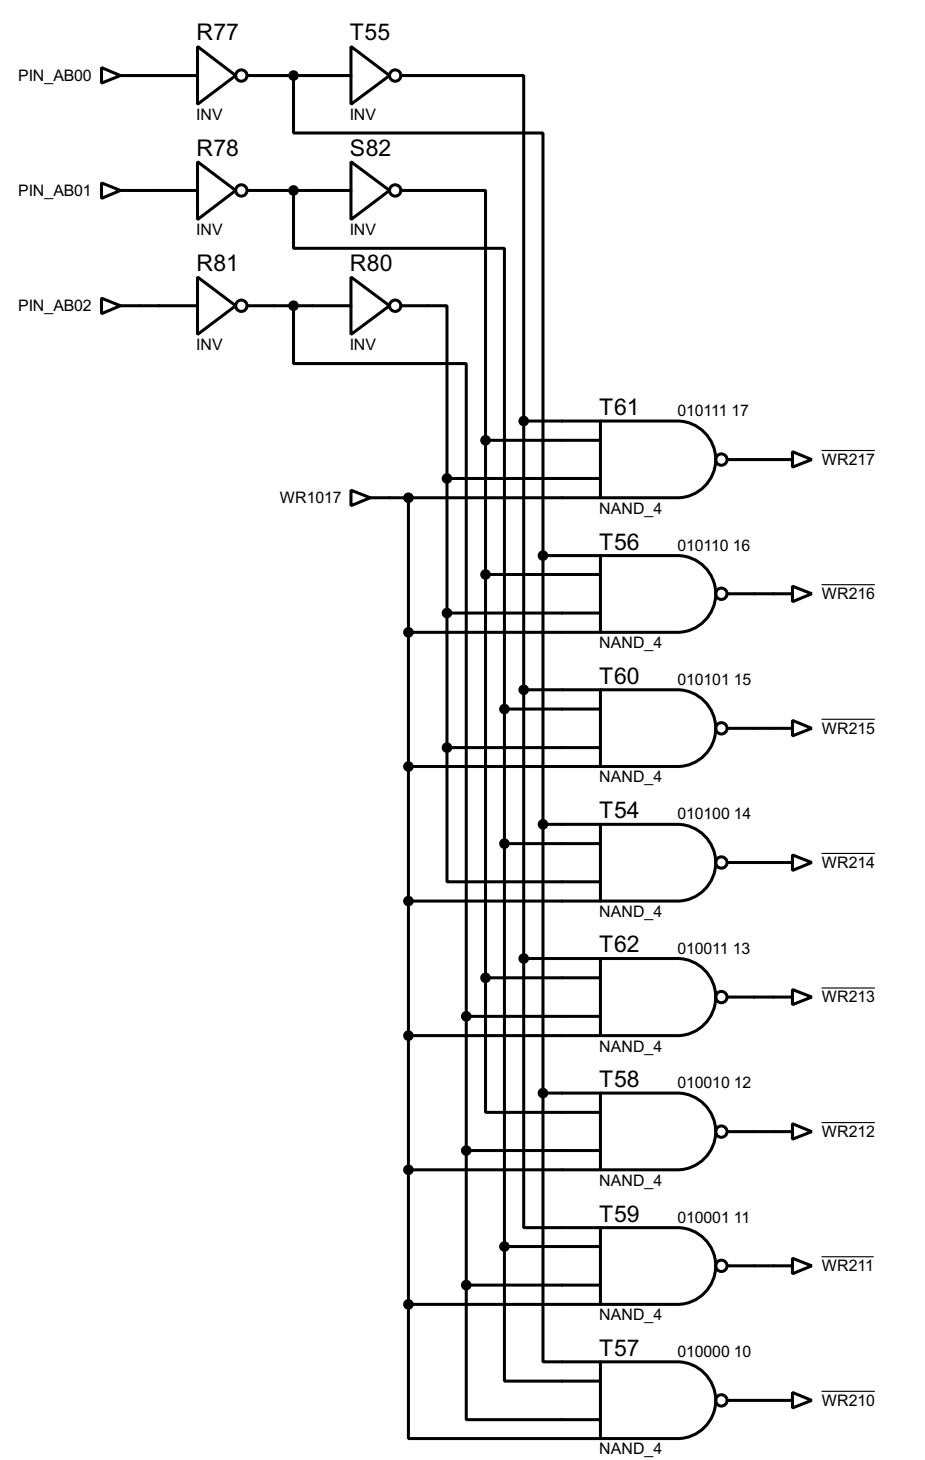 R77 T55
PIN_AB00
INV INV
R78 S82
PIN_AB01
INV INV
R81 R80
PIN_AB02
INV INV
T61 010111 17
WR217
WR1017
NAND_4
T56 010110 16
WR216
NAND_4
T60 010101 15
WR215
NAND_4
T54 010100 14
WR214
NAND_4
T62 010011 13
WR213
NAND_4
T58 010010 12
WR212
NAND_4
T59 010001 11
WR211
NAND_4
T57 010000 10
WR210
NAND_4